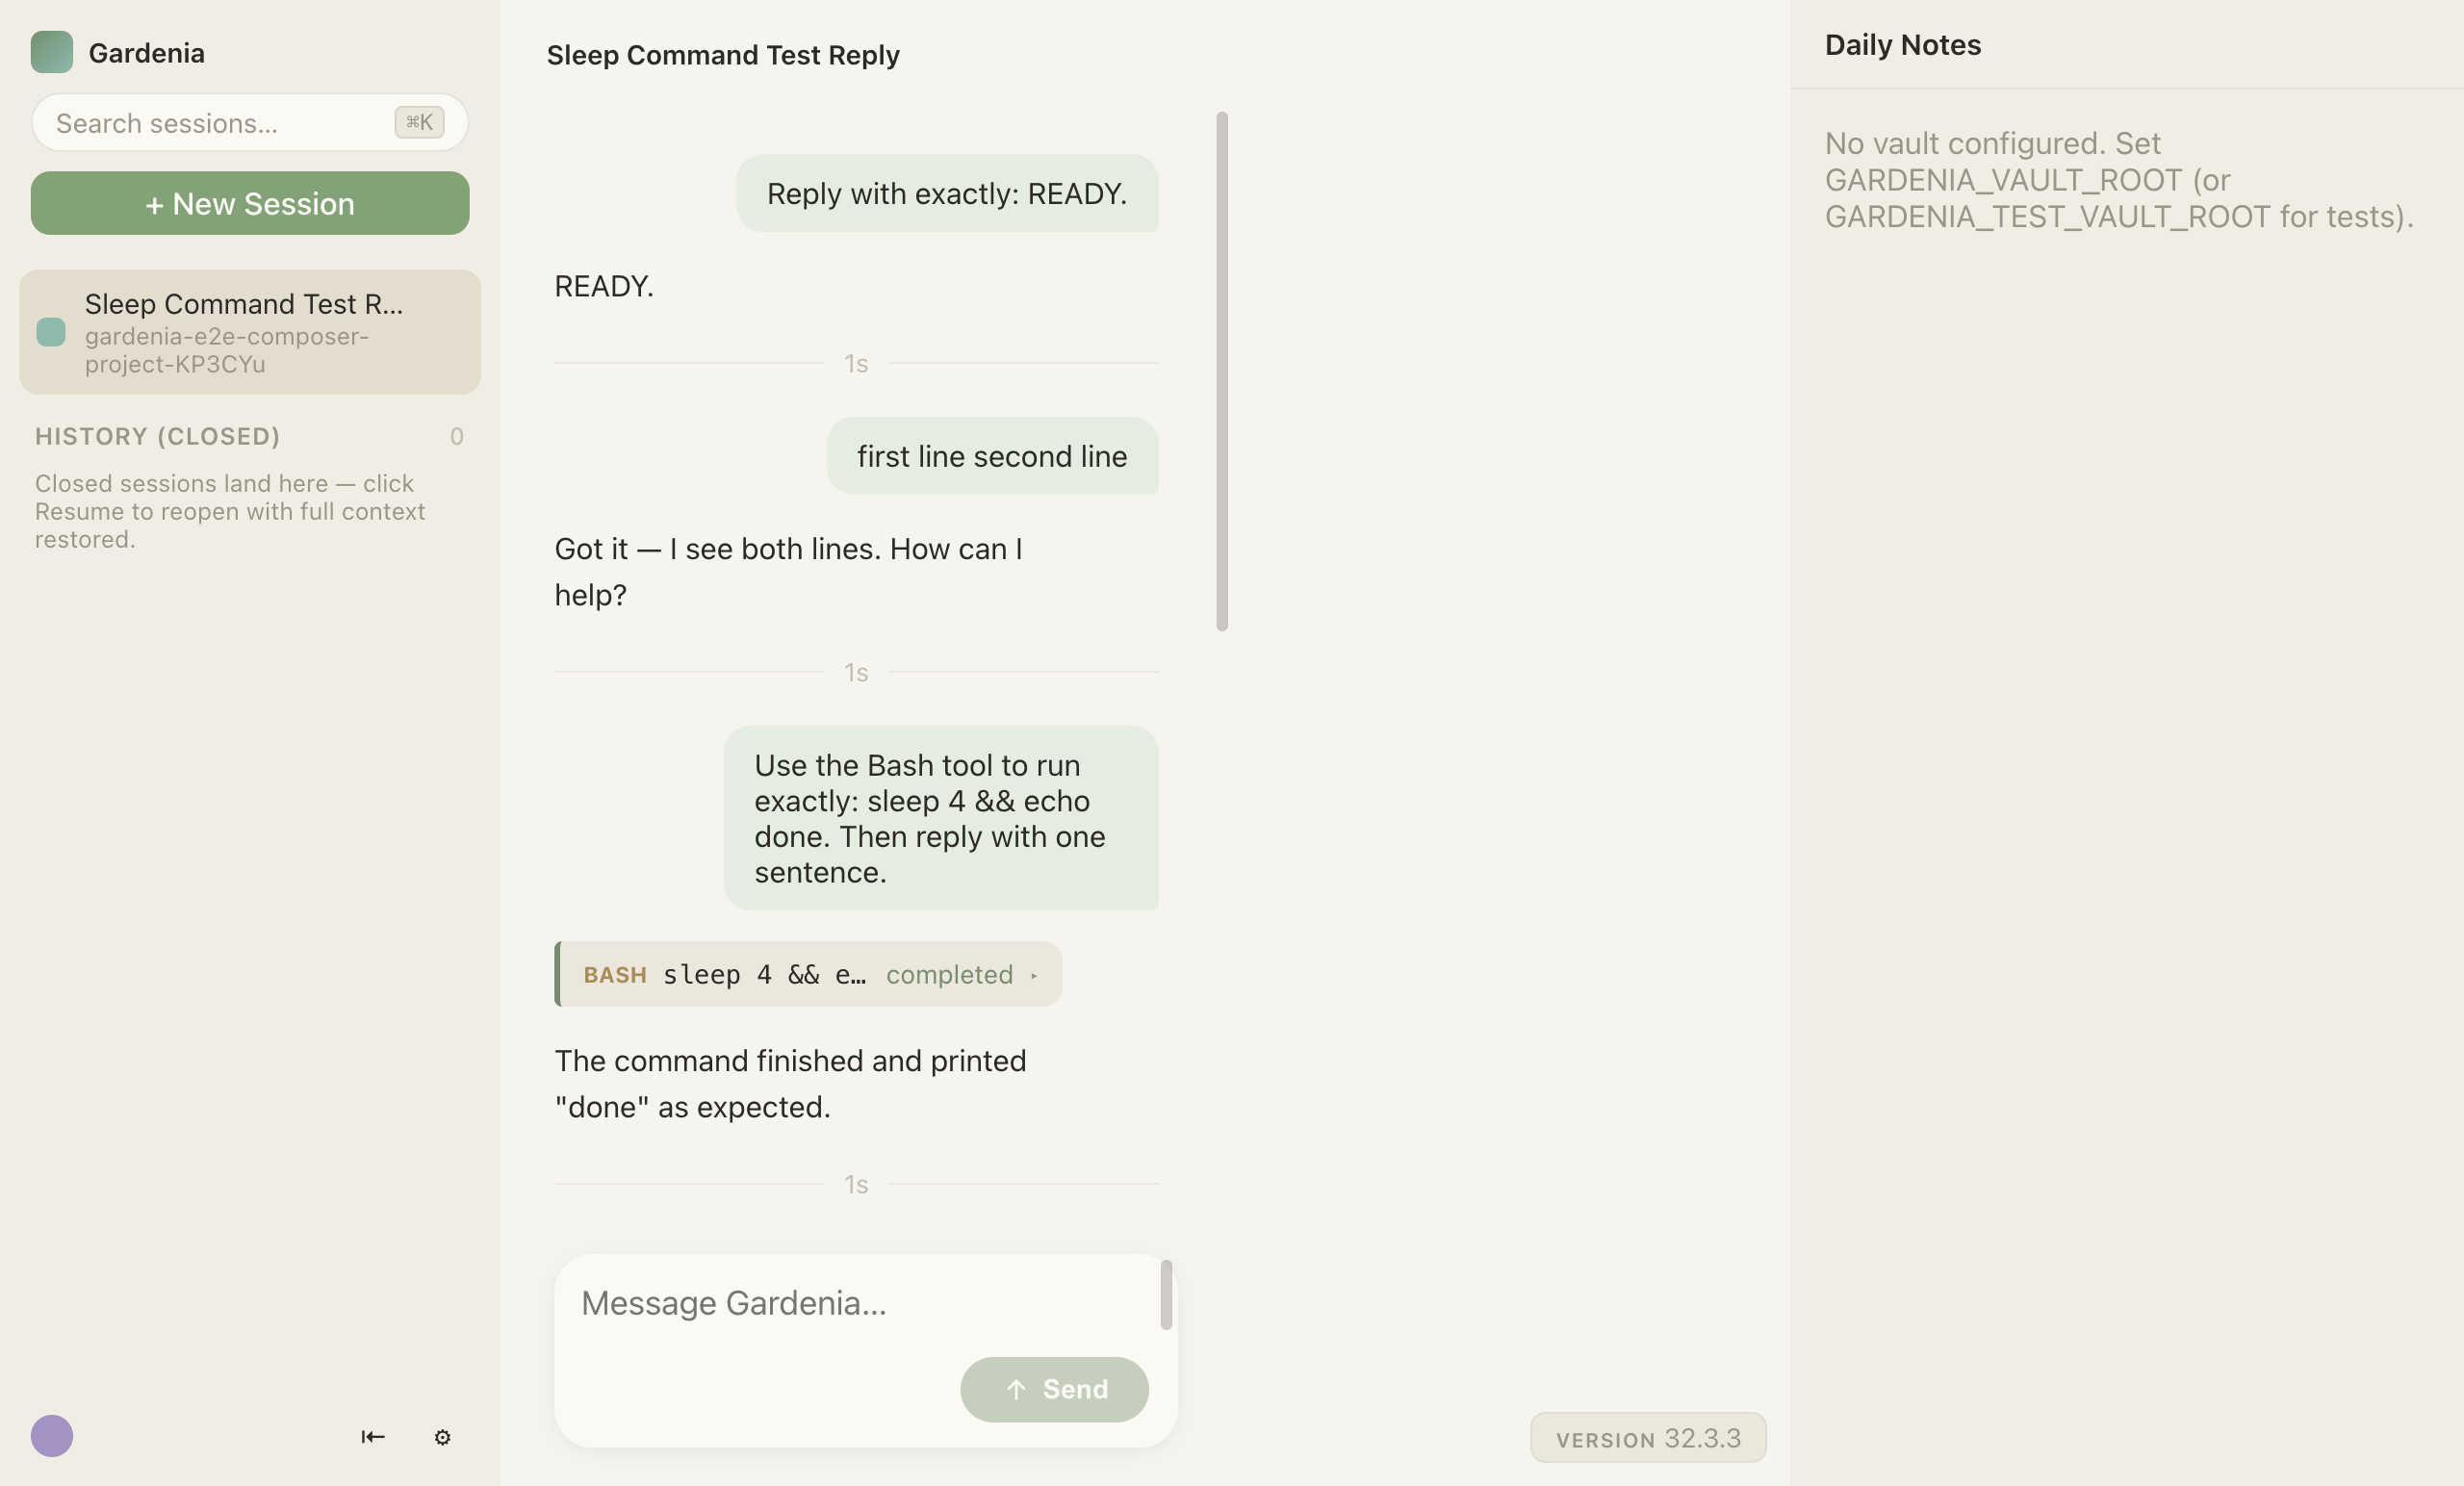 Gardenia
Search sessions...
⌘K
+ New Session
Sleep Command Test R...
gardenia-e2e-composer-
project-KP3CYu
HISTORY (CLOSED)
0
Closed sessions land here — click
Resume to reopen with full context
restored.
Sleep Command Test Reply
Reply with exactly: READY.
READY.
1s
first line second line
Got it — I see both lines. How can I
help?
1s
Use the Bash tool to run
exactly: sleep 4 && echo
done. Then reply with one
sentence.
BASH sleep 4 && e… completed
The command finished and printed
"done" as expected.
1s
Message Gardenia...
↑ Send
VERSION 32.3.3
Daily Notes
No vault configured. Set
GARDENIA_VAULT_ROOT (or
GARDENIA_TEST_VAULT_ROOT for tests).